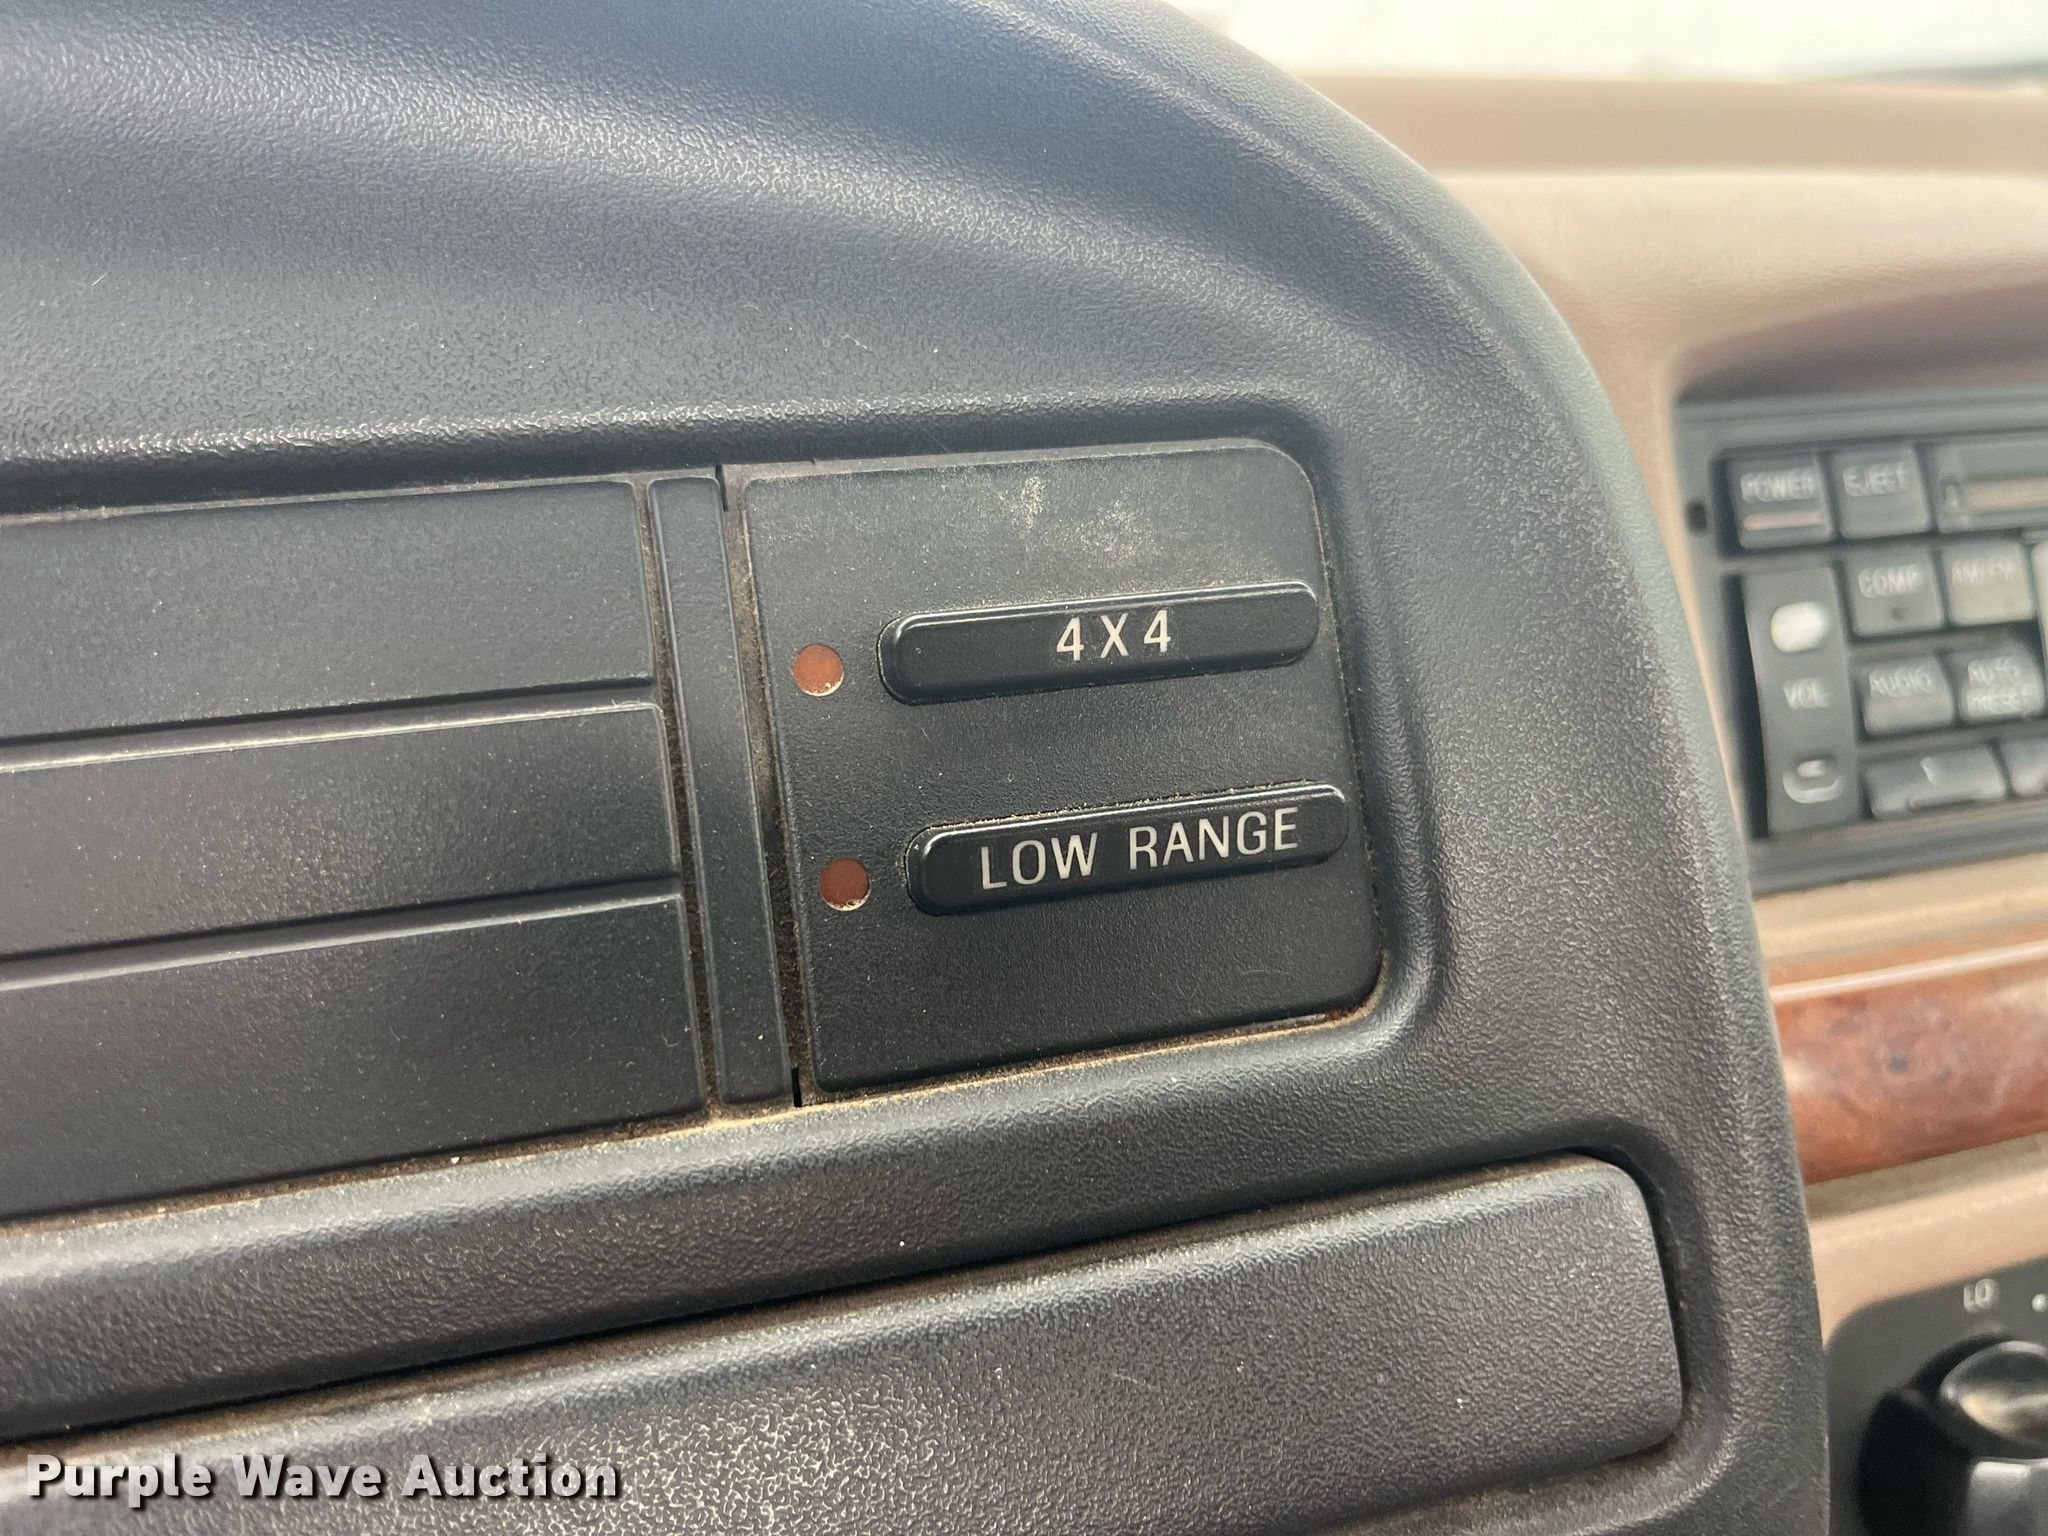 POWER
EJECT
COMP
AM/FM
4X4
AUDIO
AUTO
PRESET
VOL
LOW RANGE
LO
Purple Wave Auction